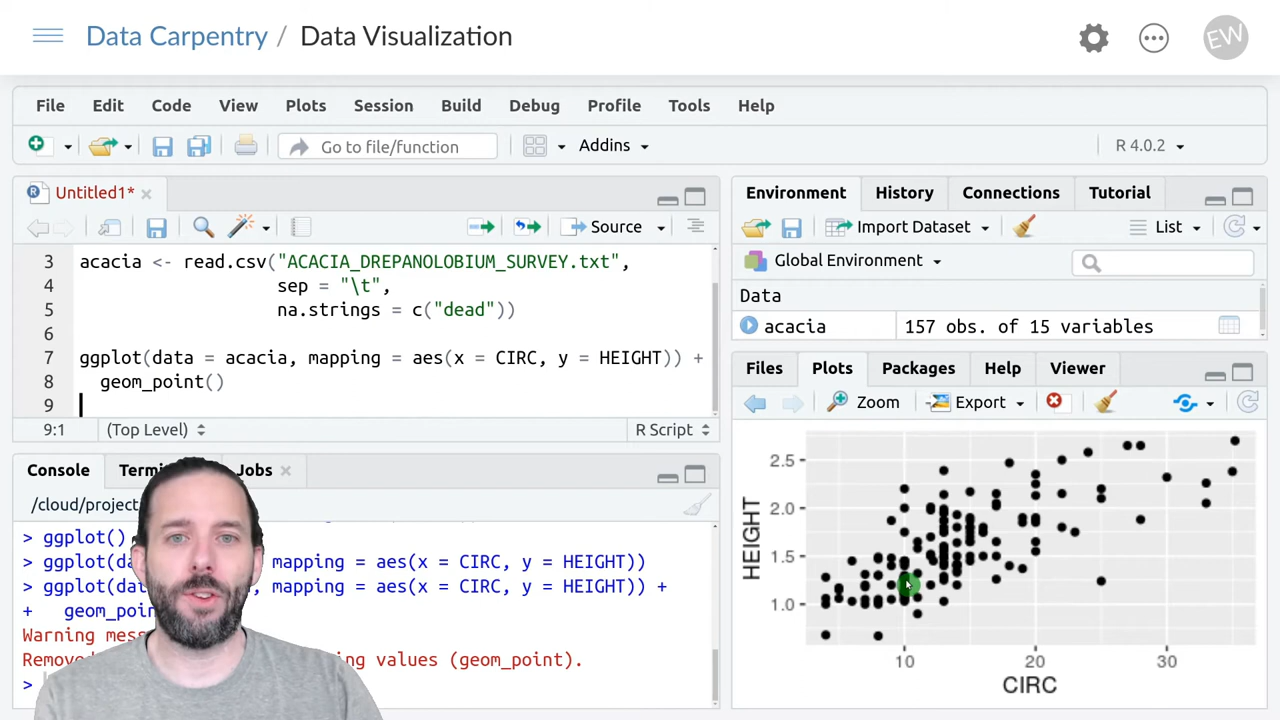 Data Carpentry / Data Visualization
EW
File Edit Code View Plots Session Build Debug Profile Tools Help
Go to file/function
Addins
R 4.0.2
Untitled1*
Source
3 acacia <- read.csv("ACACIA_DREPANOLOBIUM_SURVEY.txt",
4 sep = "\t",
5 na.strings = c("dead"))
6
7 ggplot(data = acacia, mapping = aes(x = CIRC, y = HEIGHT)) +
8 geom_point()
9
9:1 (Top Level) R Script
Console Term Jobs
/cloud/project
> ggplot()
> ggplot(da , mapping = aes(x = CIRC, y = HEIGHT))
> ggplot(da , mapping = aes(x = CIRC, y = HEIGHT)) +
+ geom_poin
Warning mess
Removed ing values (geom_point).
>
Environment History Connections Tutorial
Import Dataset
List
Global Environment
Data
acacia 157 obs. of 15 variables
Files Plots Packages Help Viewer
Zoom Export
2.5
2.0
1.5
1.0
HEIGHT
10 20 30
CIRC